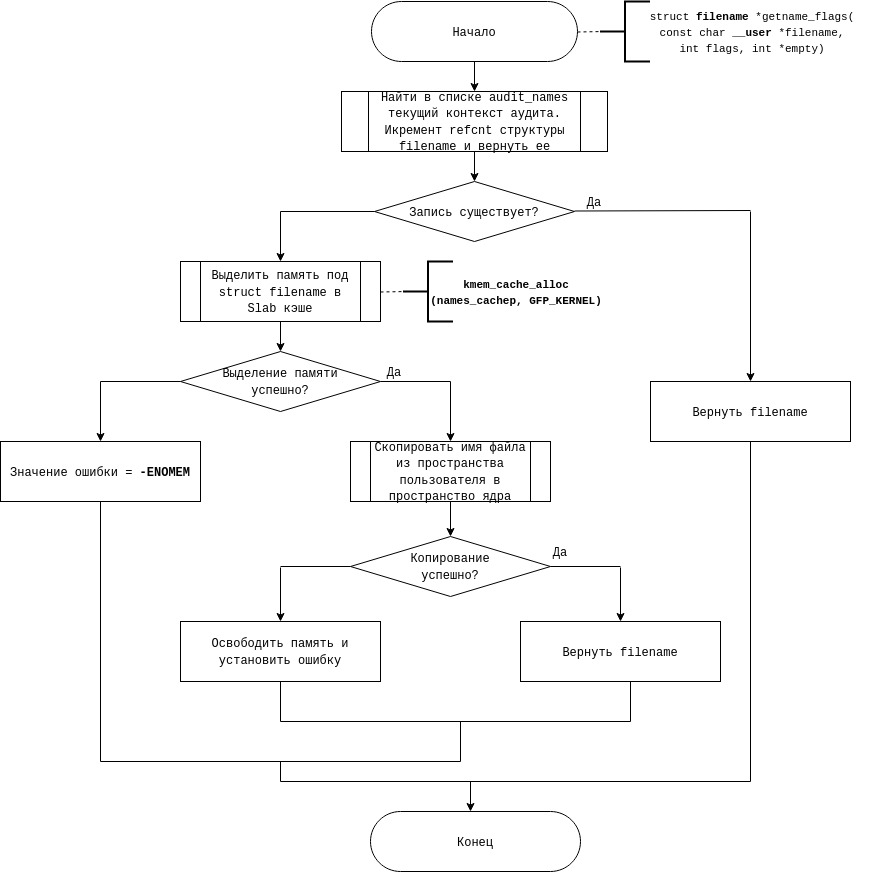 Начало
struct filename *getname_flags(
const char __user *filename,
int flags, int *empty)
Найти в списке audit_names
текущий контекст аудита.
Икремент refcnt структуры
filename и вернуть ее
Запись существует?
Да
Выделить память под
struct filename в
Slab кэше
kmem_cache_alloc
(names_cachep, GFP_KERNEL)
Выделение памяти
успешно?
Да
Вернуть filename
Значение ошибки = -ENOMEM
Скопировать имя файла
из пространства
пользователя в
пространство ядра
Копирование
успешно?
Да
Освободить память и
установить ошибку
Вернуть filename
Конец